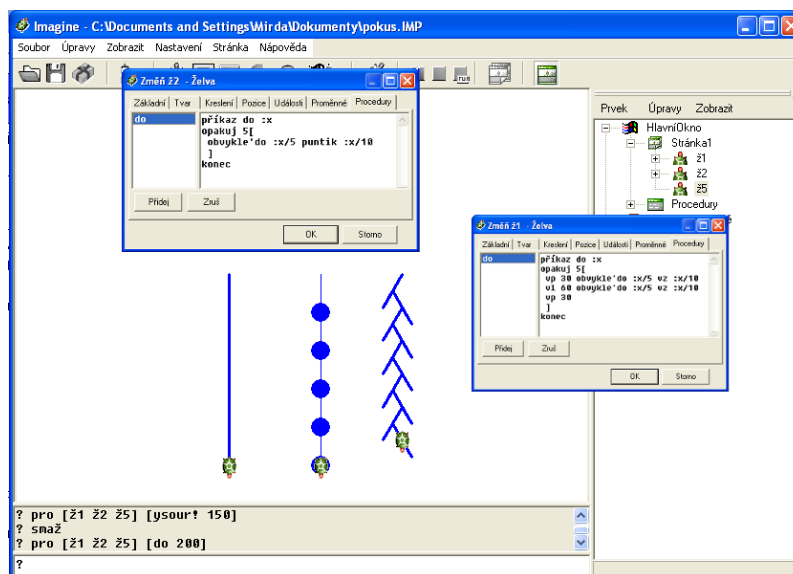 Imagine - C:\Documents and Settings\Mirda\Dokumenty\pokus.IMP
Soubor Úpravy Zobrazit Nastavení Stránka Nápověda
run
Změň ž2 - Želva
Základní Tvar Kreslení Pozice Události Proměnné Procedury
do
příkaz do :x
opakuj 5[
obvykle'do :x/5 puntik :x/10
]
konec
Přidej Zruš
OK Storno
Prvek Úpravy Zobrazit
HlavníOkno
Stránka1
ž1
ž2
ž5
Procedury
Změň ž1 - Želva
Základní Tvar Kreslení Pozice Události Proměnné Procedury
do
příkaz do :x
opakuj 5[
vp 30 obvykle'do :x/5 vz :x/10
vl 60 obvykle'do :x/5 vz :x/10
vp 30
]
konec
Přidej Zruš
OK Storno
? pro [ž1 ž2 ž5] [ysour! 150]
? smaž
? pro [ž1 ž2 ž5] [do 200]
?